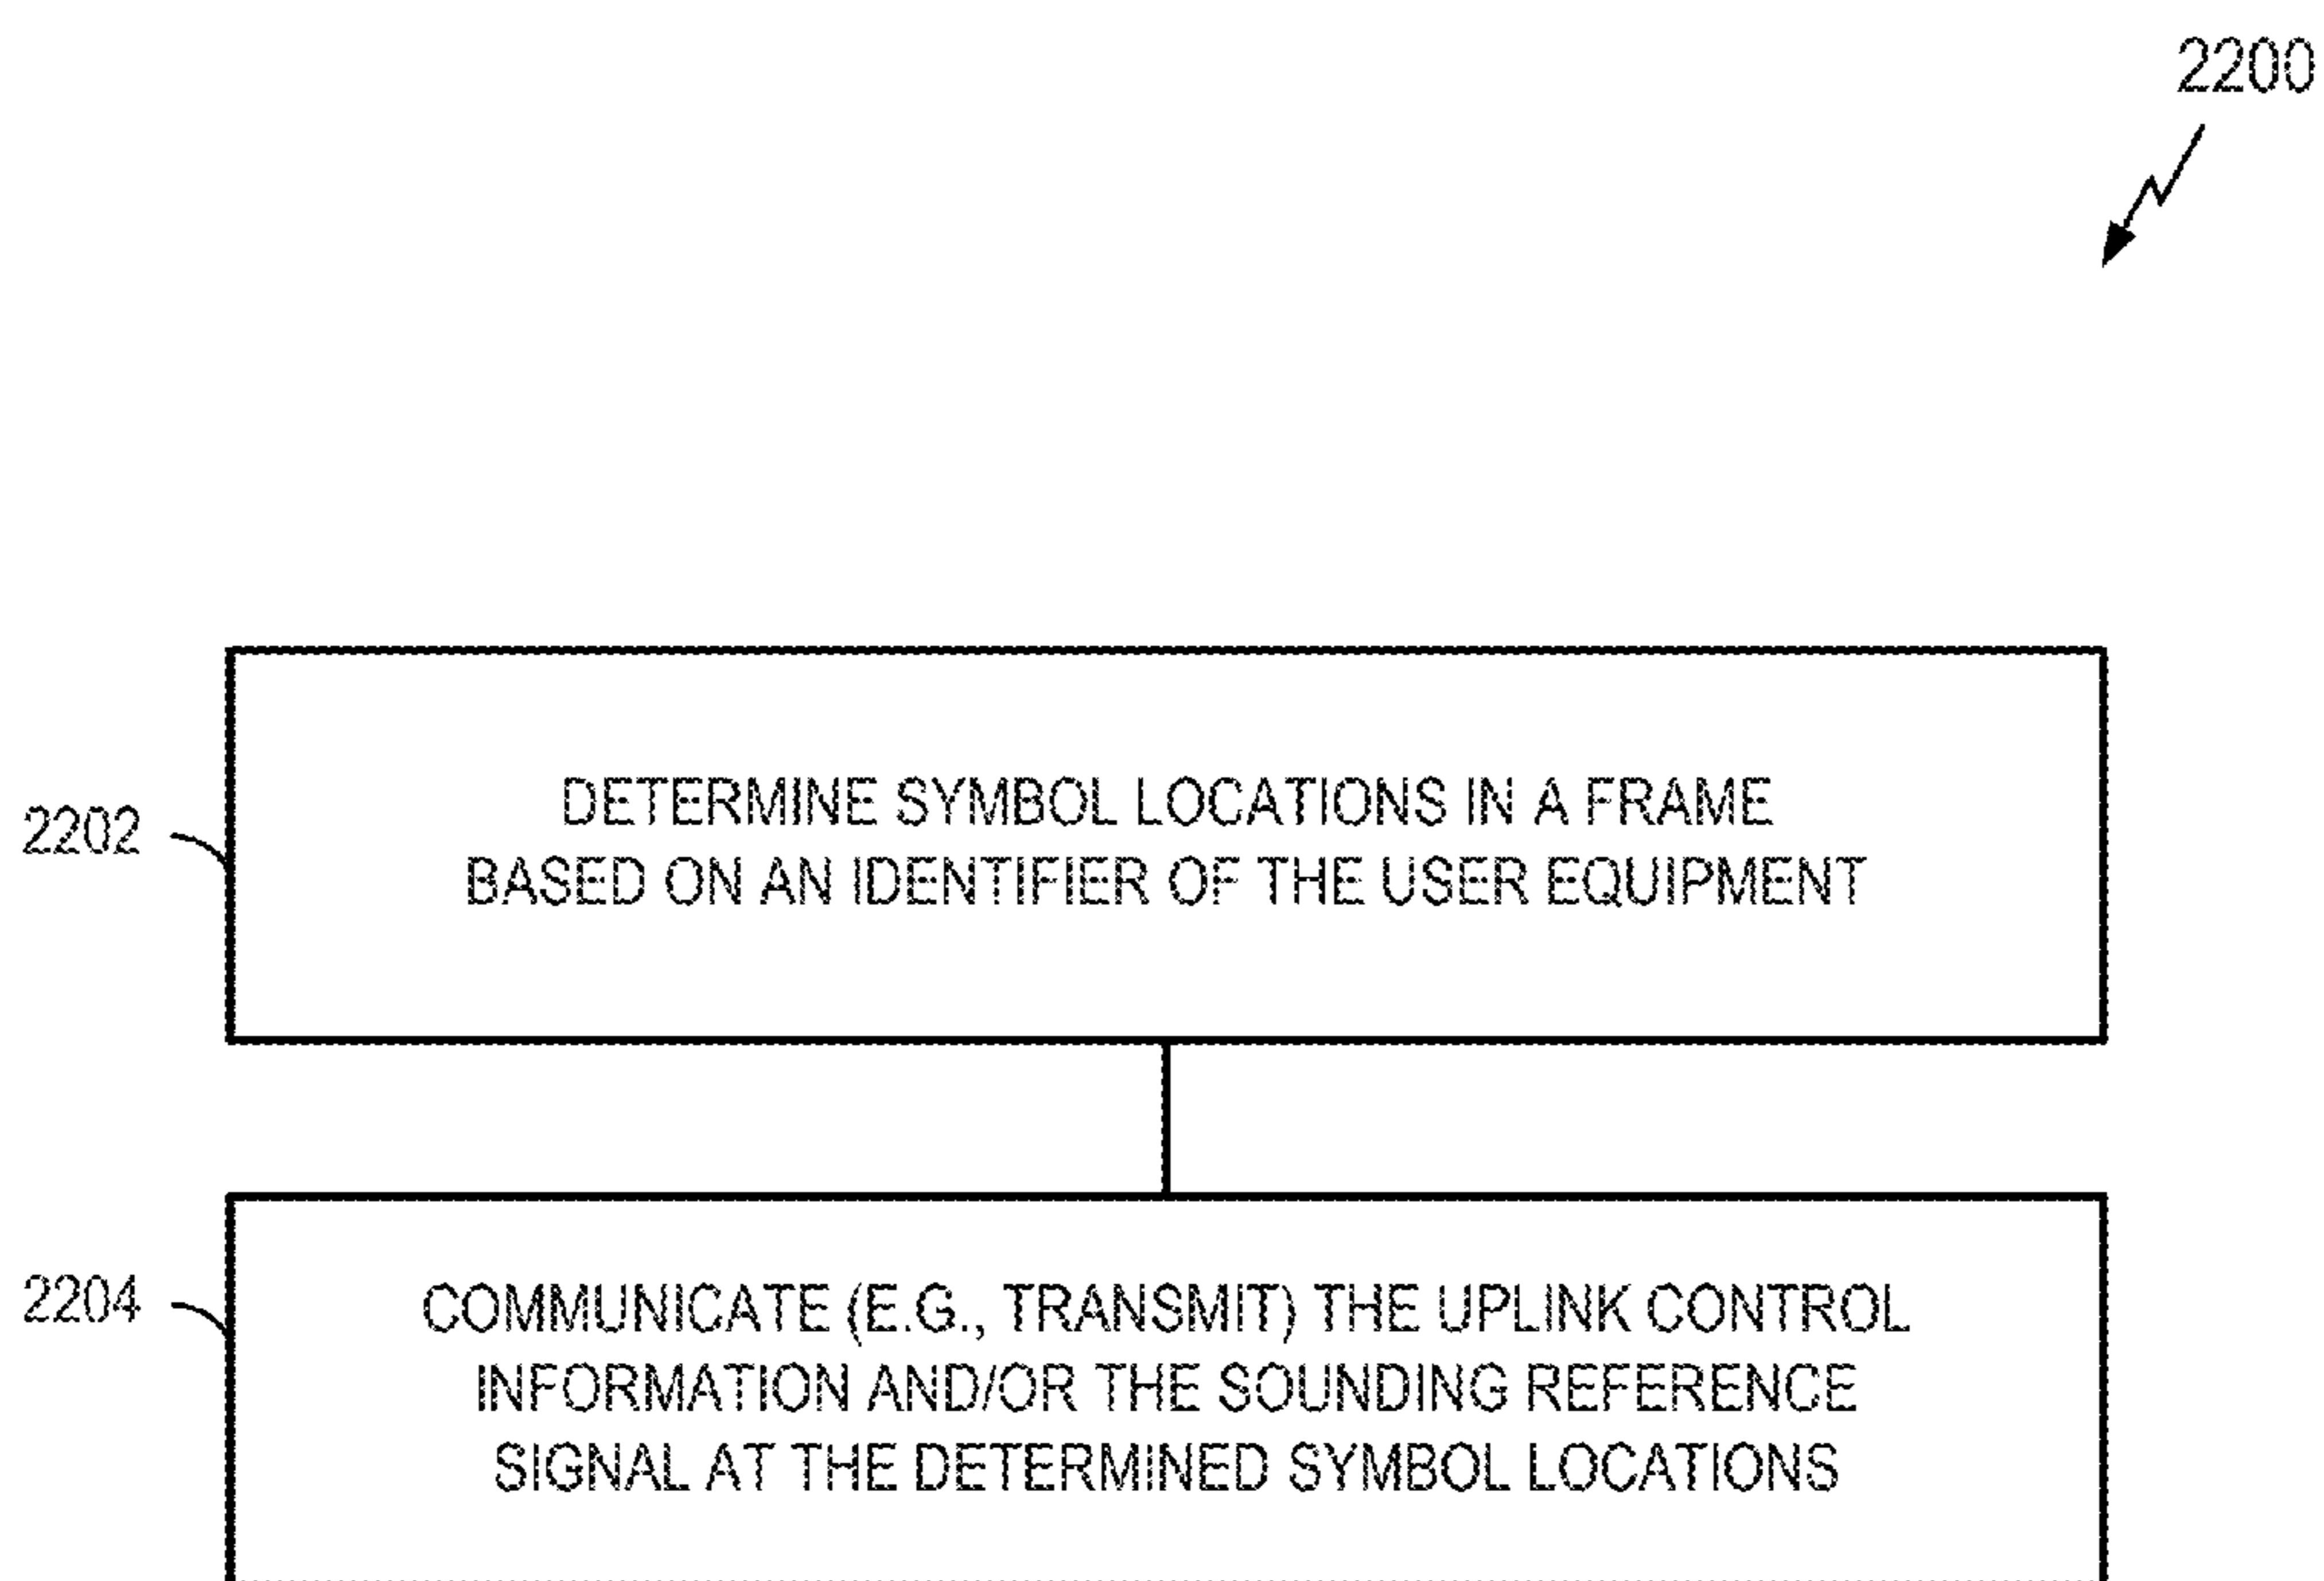 2200
2202
DETERMINE SYMBOL LOCATIONS IN A FRAME
BASED ON AN IDENTIFIER OF THE USER EQUIPMENT
2204
COMMUNICATE (E.G., TRANSMIT) THE UPLINK CONTROL
INFORMATION AND/OR THE SOUNDING REFERENCE
SIGNAL AT THE DETERMINED SYMBOL LOCATIONS